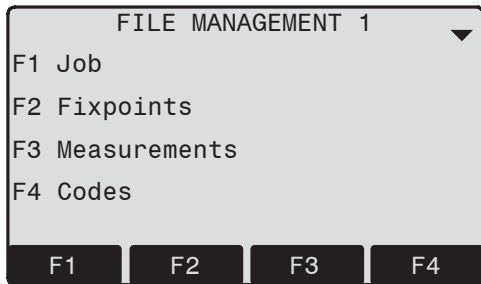 FILE MANAGEMENT 1
F1 Job
F2 Fixpoints
F3 Measurements
F4 Codes
F1 F2 F3 F4